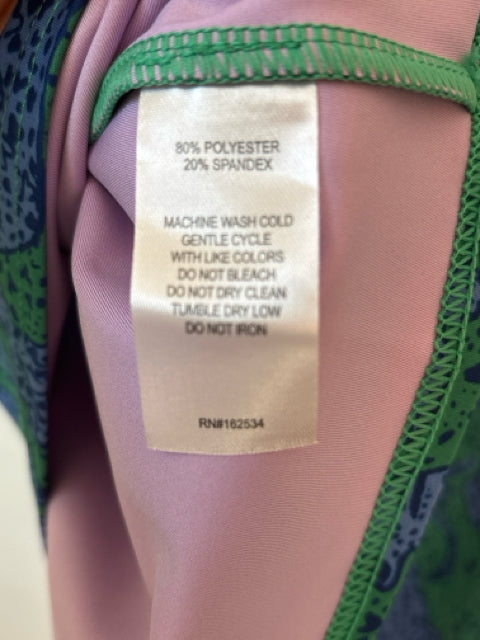 80% POLYESTER
20% SPANDEX
MACHINE WASH COLD
GENTLE CYCLE
WITH LIKE COLORS
DO NOT BLEACH
DO NOT DRY CLEAN
TUMBLE DRY LOW
DO NOT IRON
RN#162534